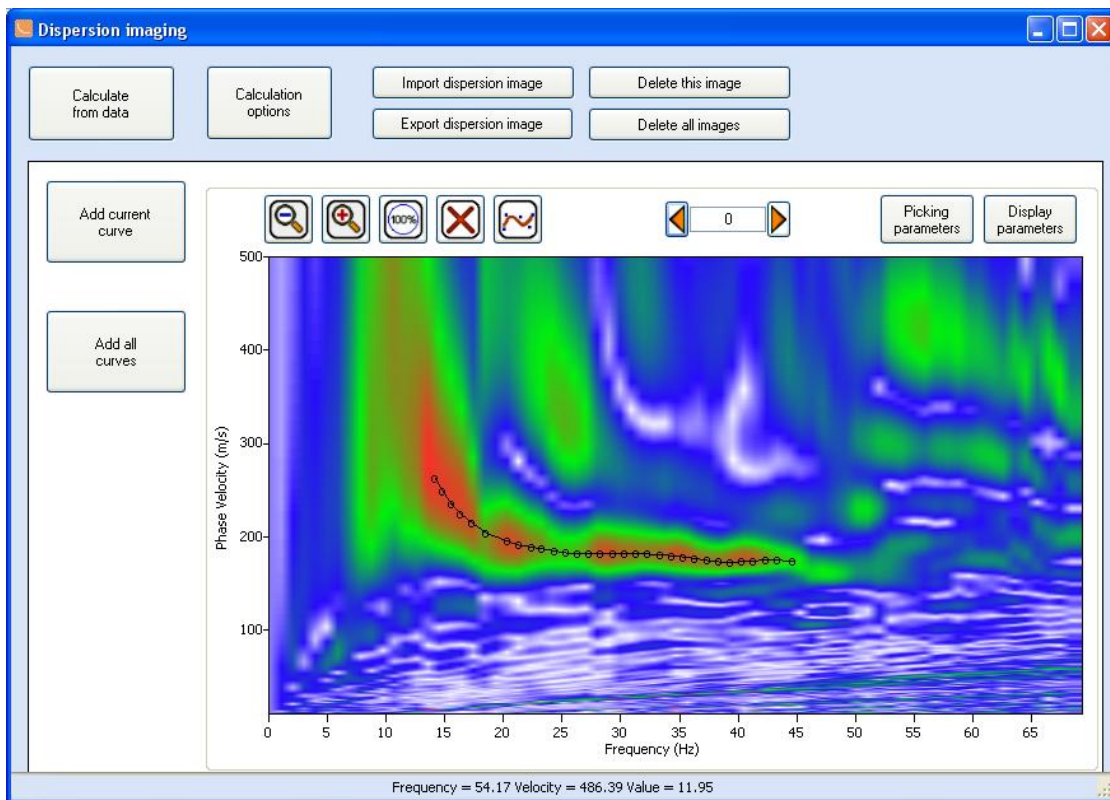 Dispersion imaging
Calculate
from data
Calculation
options
Import dispersion image
Delete this image
Export dispersion image
Delete all images
Add current
curve
Add all
curves
100%
0
Picking
parameters
Display
parameters
500
400
300
200
100
Phase Velocity (m/s)
0 5 10 15 20 25 30 35 40 45 50 55 60 65
Frequency (Hz)
Frequency = 54.17 Velocity = 486.39 Value = 11.95